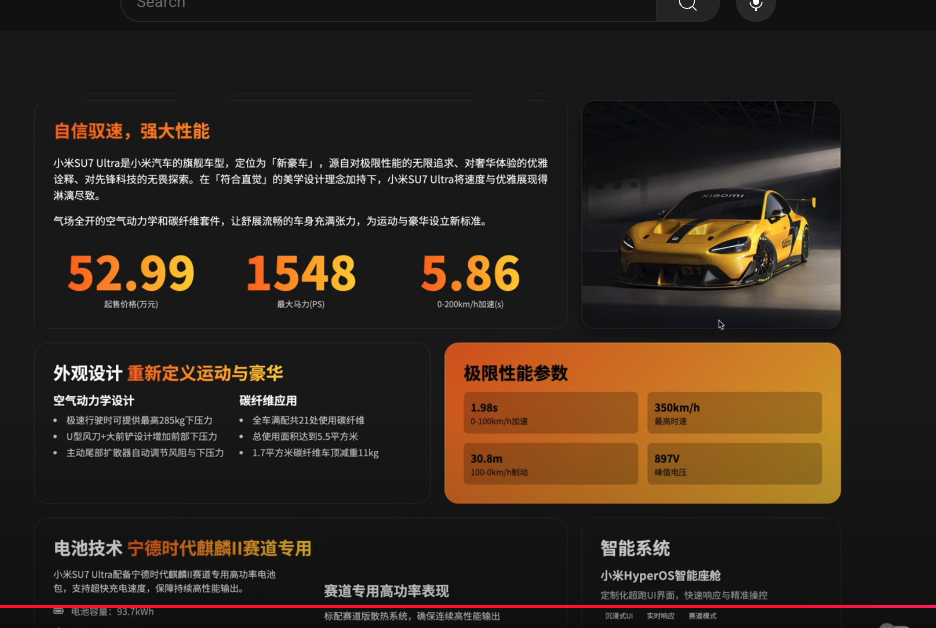 Search
自信驭速，强大性能
小米SU7 Ultra是小米汽车的旗舰车型，定位为「新豪车」，源自对极限性能的无限追求、对奢华体验的优雅
诠释、对先锋科技的无畏探索。在「符合直觉」的美学设计理念加持下，小米SU7 Ultra将速度与优雅展现得
淋漓尽致。
气场全开的空气动力学和碳纤维套件，让舒展流畅的车身充满张力，为运动与豪华设立新标准。
52.99
起售价格(万元)
1548
最大马力(PS)
5.86
0-200km/h加速(s)
xiaomi
外观设计 重新定义运动与豪华
空气动力学设计
• 极速行驶时可提供最高285kg下压力
• U型风刀+大前铲设计增加前部下压力
• 主动尾部扩散器自动调节风阻与下压力
碳纤维应用
• 全车满配共21处使用碳纤维
• 总使用面积达到5.5平方米
• 1.7平方米碳纤维车顶减重11kg
极限性能参数
1.98s
0-100km/h加速
350km/h
最高时速
30.8m
100-0km/h制动
897V
峰值电压
电池技术 宁德时代麒麟II赛道专用
小米SU7 Ultra配备宁德时代麒麟II赛道专用高功率电池
包，支持超快充电速度，保障持续高性能输出。
电池容量：93.7kWh
赛道专用高功率表现
标配赛道版散热系统，确保连续高性能输出
智能系统
小米HyperOS智能座舱
定制化超跑UI界面，快速响应与精准操控
沉浸式UI
实时响应
赛道模式